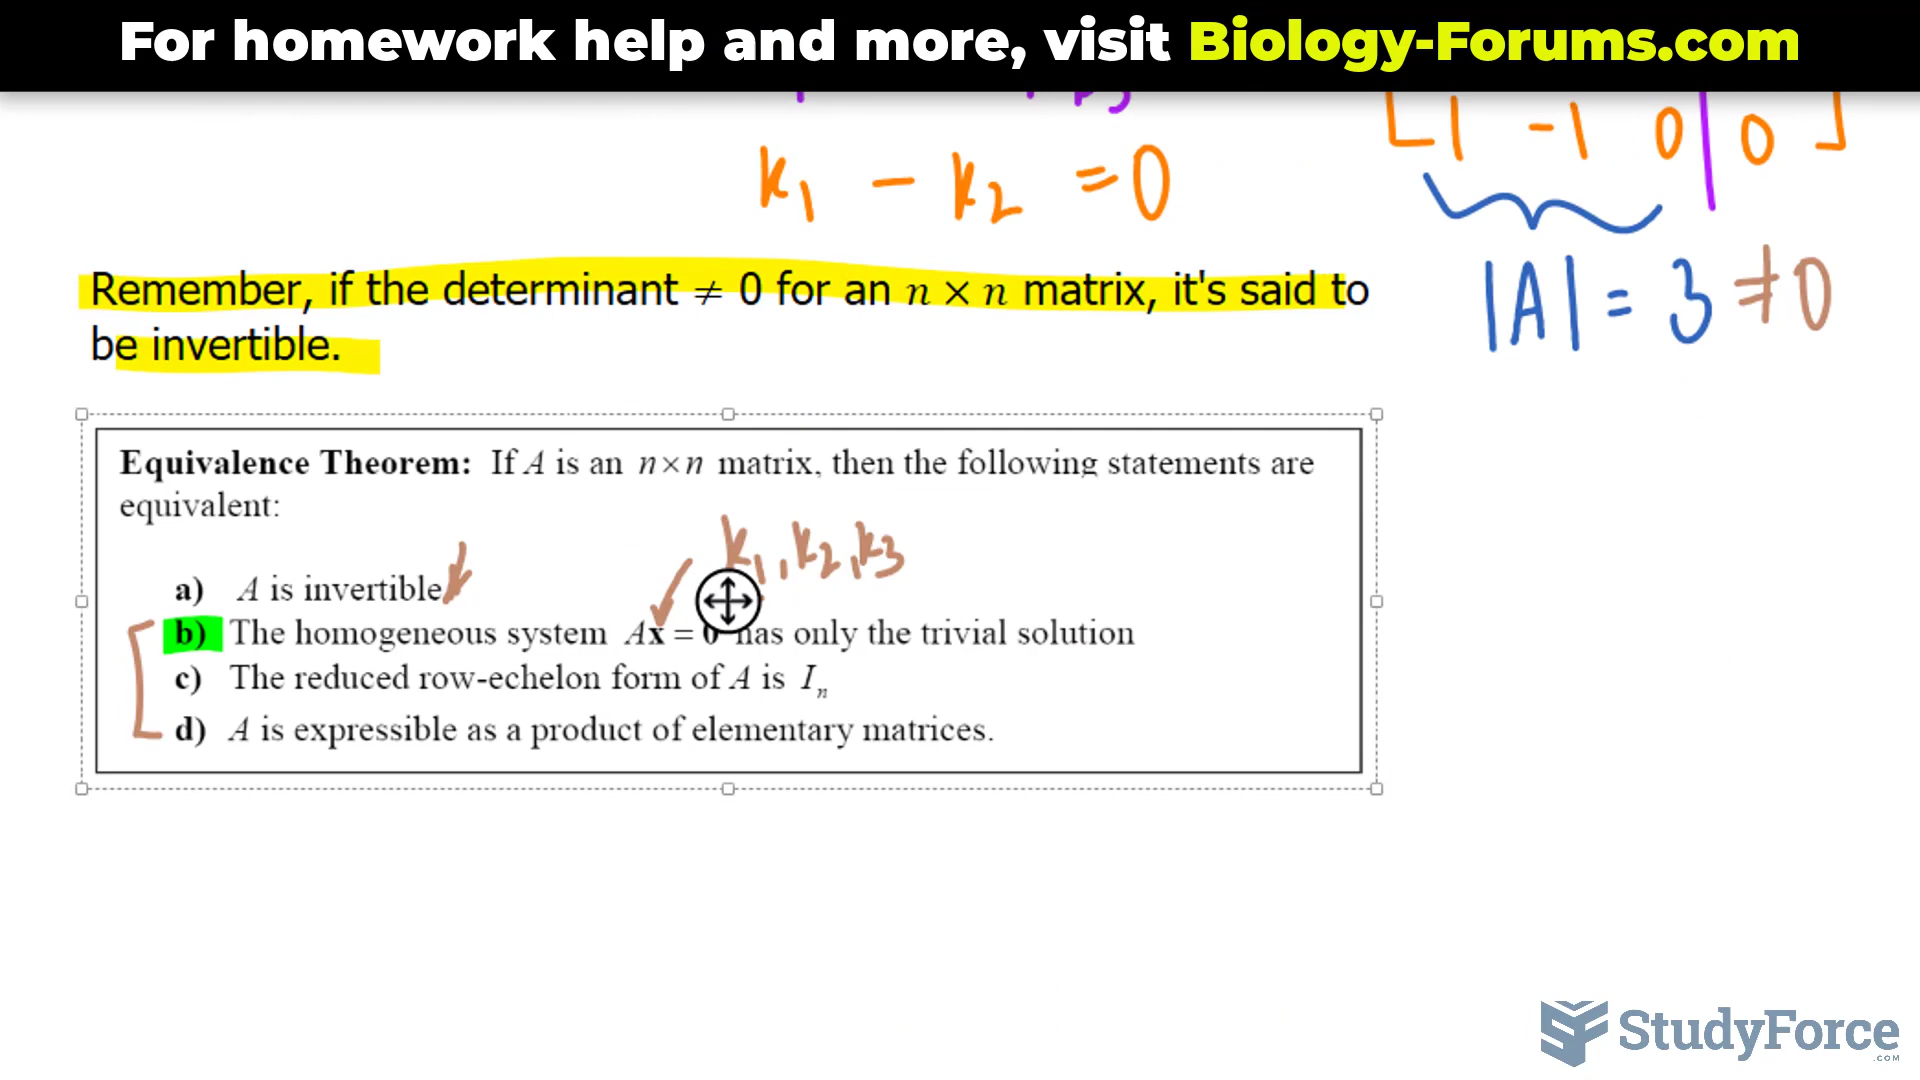 For homework help and more, visit Biology-Forums.com
[1 -1 0 | 0]
k₁ - k₂ = 0
Remember, if the determinant ≠ 0 for an n × n matrix, it's said to
be invertible.
|A| = 3 ≠ 0
Equivalence Theorem: If A is an n×n matrix, then the following statements are
equivalent:
k₁, k₂, k₃
a) A is invertible
b) The homogeneous system Ax = 0 has only the trivial solution
c) The reduced row-echelon form of A is Iₙ
d) A is expressible as a product of elementary matrices.
StudyForce
.COM